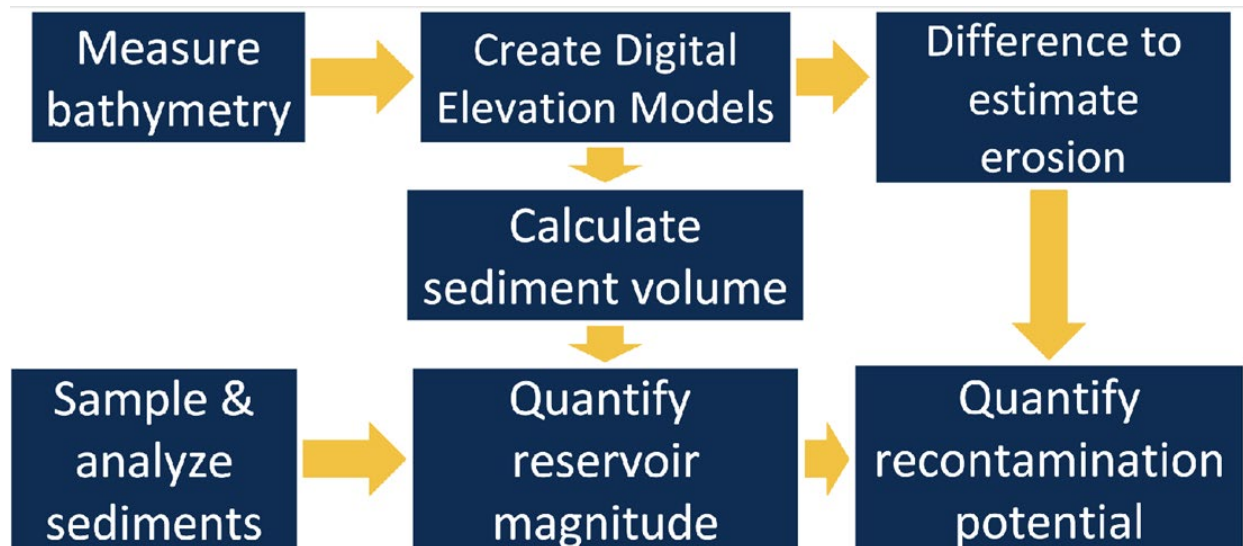 Measure
bathymetry
Create Digital
Elevation Models
Difference to
estimate
erosion
Calculate
sediment volume
Sample &
analyze
sediments
Quantify
reservoir
magnitude
Quantify
recontamination
potential